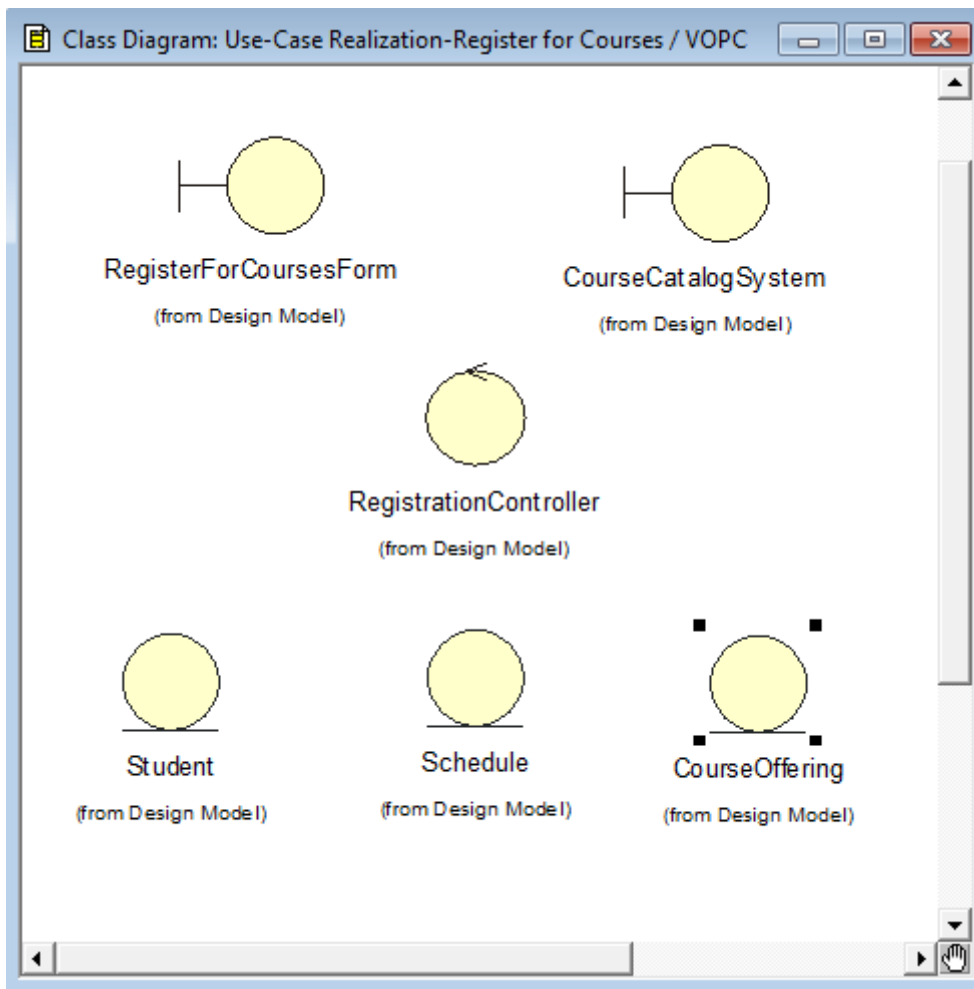 Class Diagram: Use-Case Realization-Register for Courses / VOPC
RegisterForCoursesForm
(from Design Model)
CourseCatalogSystem
(from Design Model)
RegistrationController
(from Design Model)
Student
(from Design Model)
Schedule
(from Design Model)
CourseOffering
(from Design Model)